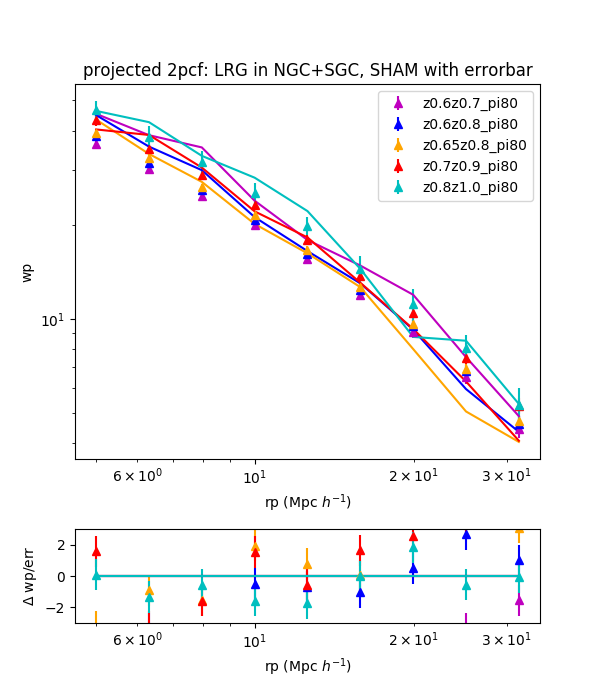 projected 2pcf: LRG in NGC+SGC, SHAM with errorbar
z0.6z0.7_pi80
z0.6z0.8_pi80
z0.65z0.8_pi80
z0.7z0.9_pi80
z0.8z1.0_pi80
wp
10¹
6 × 10⁰
10¹
2 × 10¹
3 × 10¹
rp (Mpc h⁻¹)
Δ wp/err
2
0
−2
6 × 10⁰
10¹
2 × 10¹
3 × 10¹
rp (Mpc h⁻¹)